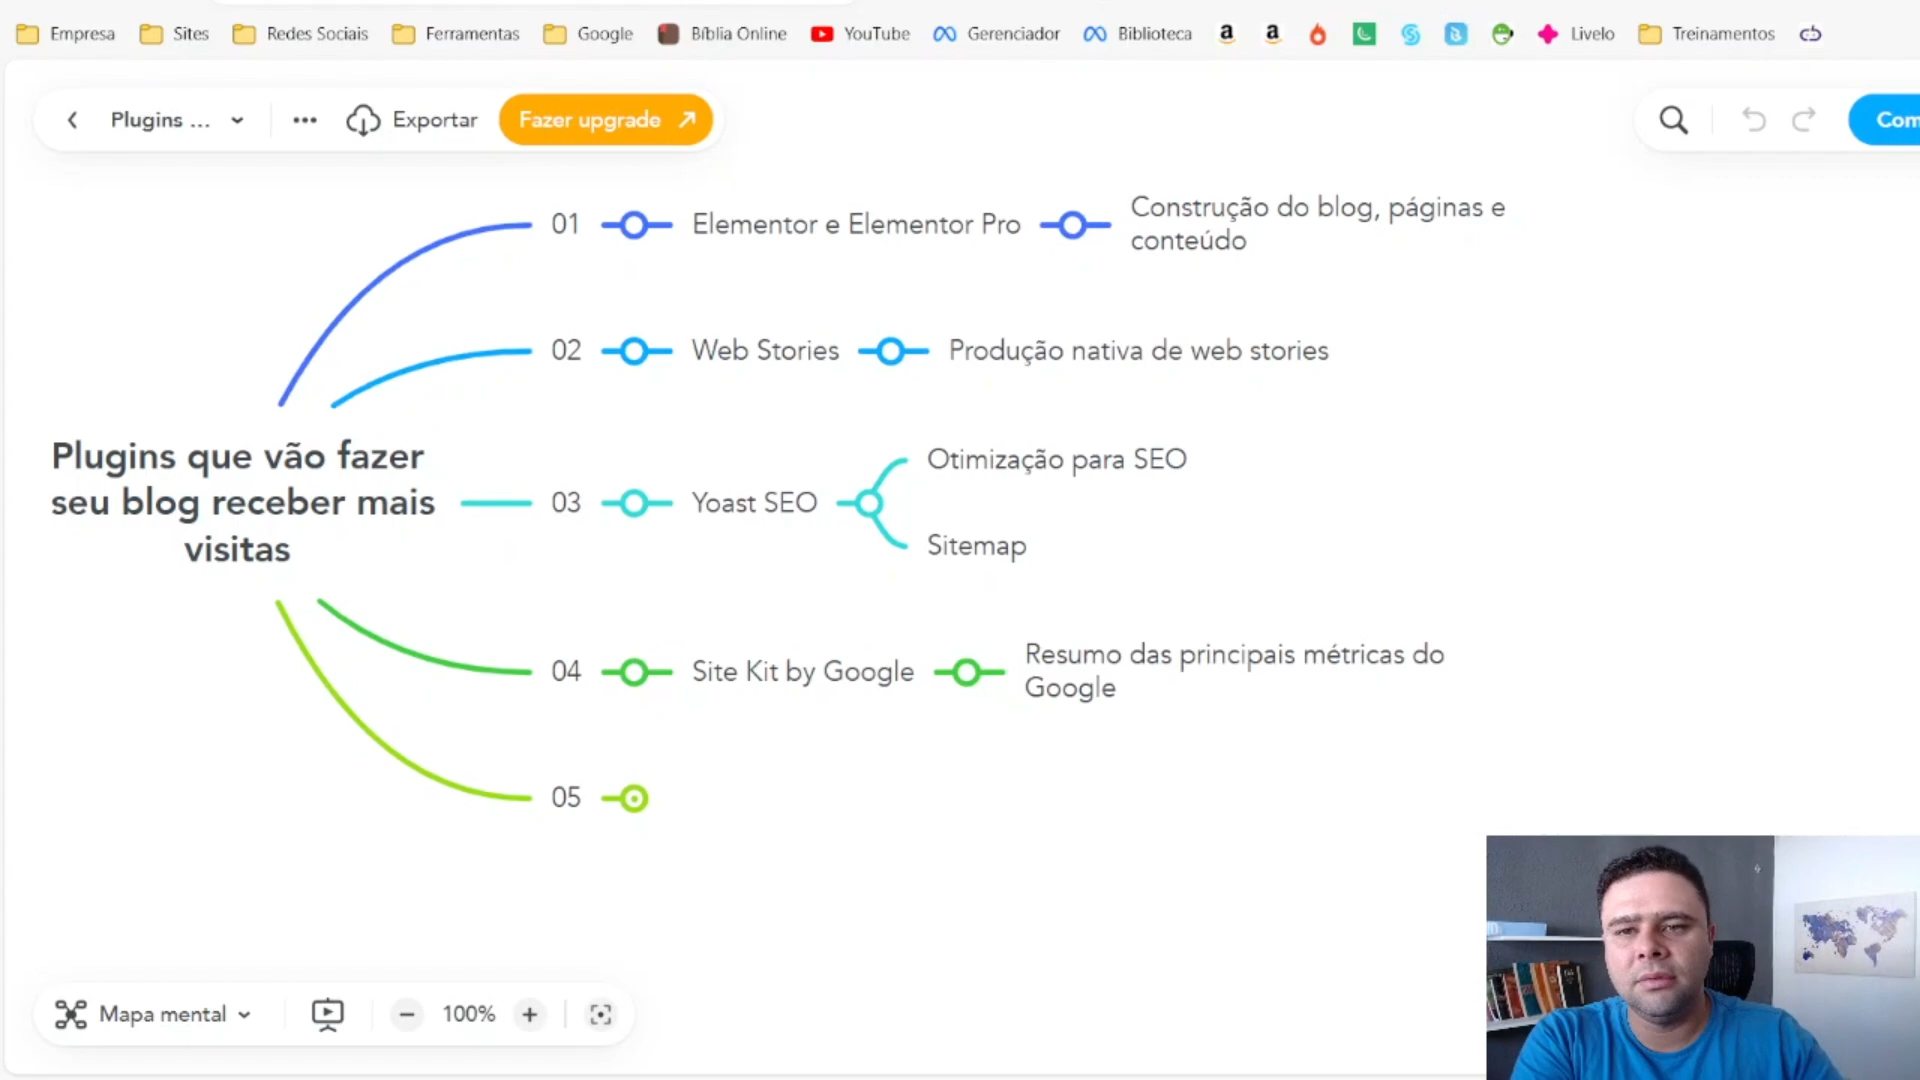 Empresa
Sites
Redes Sociais
Ferramentas
Google
Bíblia Online
YouTube
Gerenciador
Biblioteca
Livelo
Treinamentos
Plugins ...
Exportar
Fazer upgrade
Com
01
Elementor e Elementor Pro
Construção do blog, páginas e
conteúdo
02
Web Stories
Produção nativa de web stories
Plugins que vão fazer
seu blog receber mais
visitas
03
Yoast SEO
Otimização para SEO
Sitemap
04
Site Kit by Google
Resumo das principais métricas do
Google
05
Mapa mental
100%